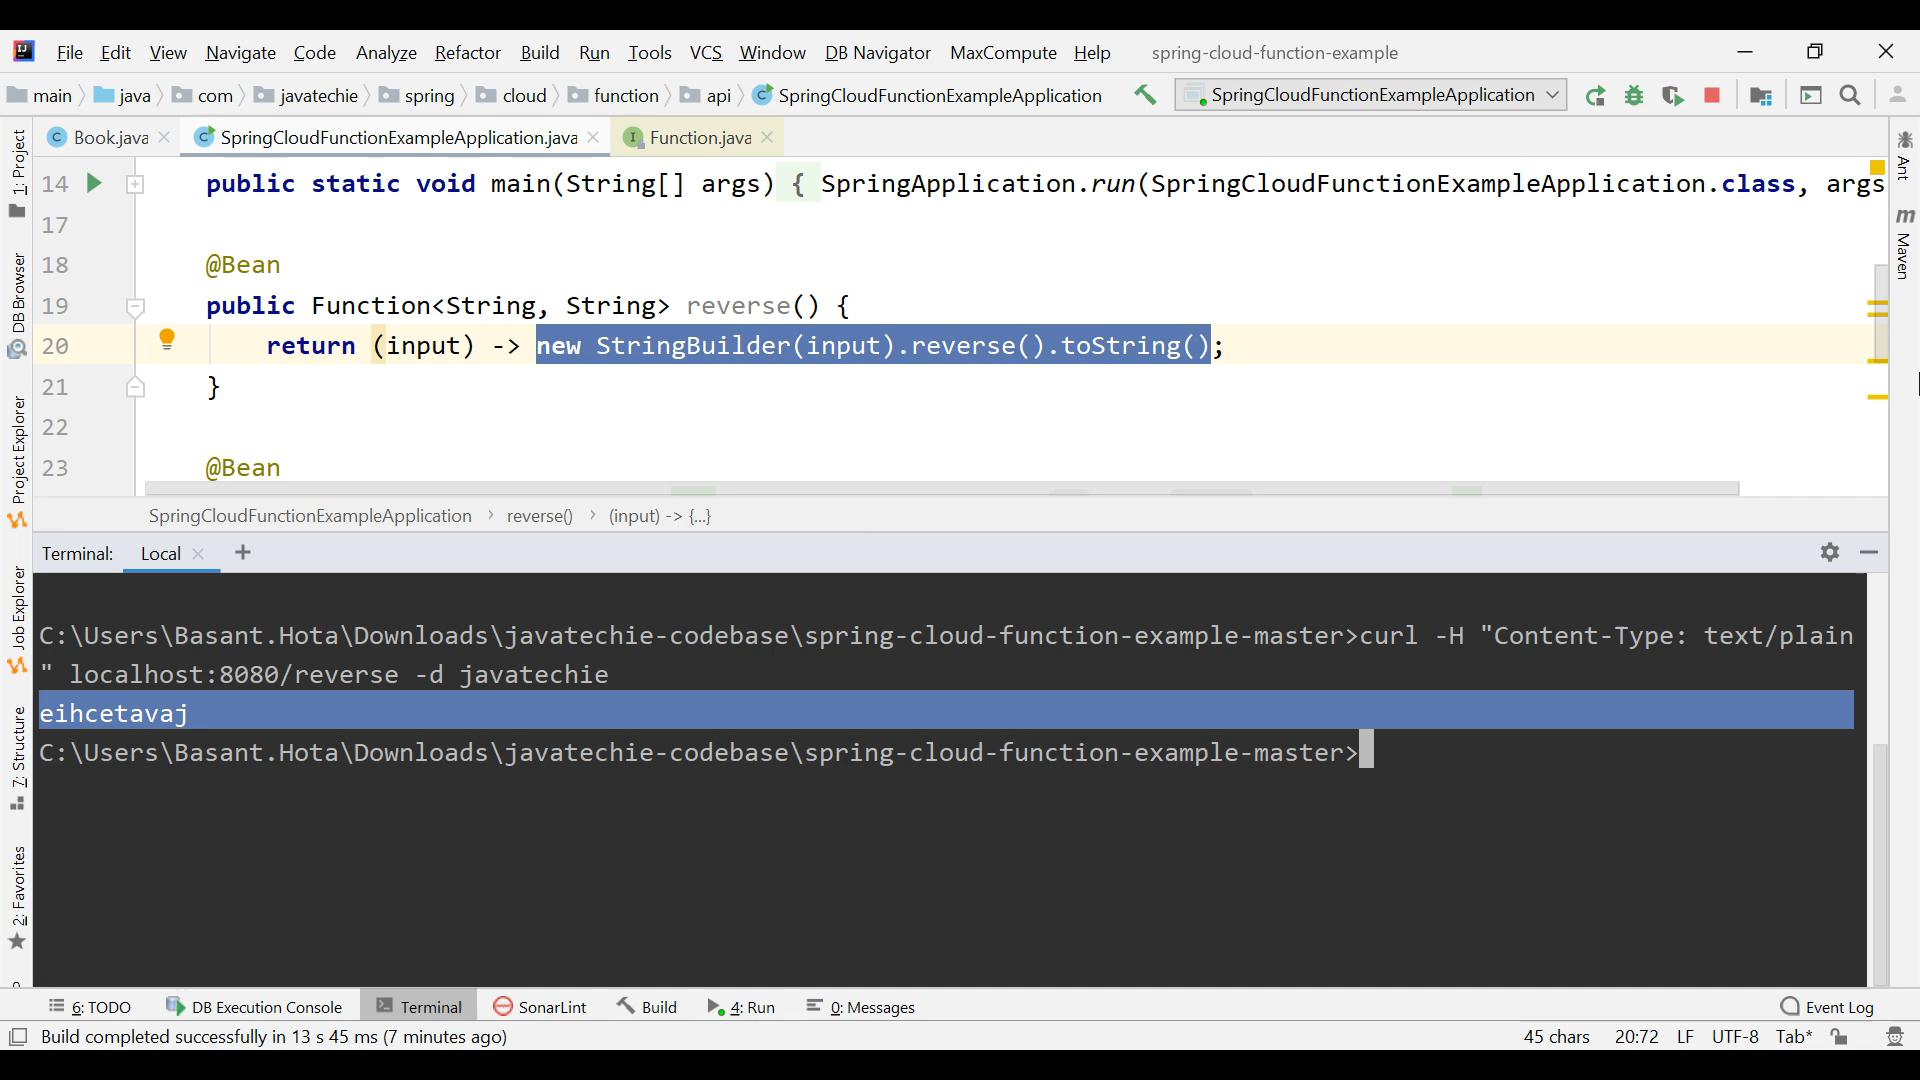 File Edit View Navigate Code Analyze Refactor Build Run Tools VCS Window DB Navigator MaxCompute Help spring-cloud-function-example
main java com javatechie spring cloud function api SpringCloudFunctionExampleApplication SpringCloudFunctionExampleApplication
Book.java SpringCloudFunctionExampleApplication.java Function.java
1: Project
DB Browser
Project Explorer
Job Explorer
7: Structure
2: Favorites
Ant
Maven
14 public static void main(String[] args) { SpringApplication.run(SpringCloudFunctionExampleApplication.class, args
17
18 @Bean
19 public Function<String, String> reverse() {
20 return (input) -> new StringBuilder(input).reverse().toString();
21 }
22
23 @Bean
SpringCloudFunctionExampleApplication › reverse() › (input) -> {...}
Terminal: Local +
C:\Users\Basant.Hota\Downloads\javatechie-codebase\spring-cloud-function-example-master>curl -H "Content-Type: text/plain
" localhost:8080/reverse -d javatechie
eihcetavaj
C:\Users\Basant.Hota\Downloads\javatechie-codebase\spring-cloud-function-example-master>
6: TODO DB Execution Console Terminal SonarLint Build 4: Run 0: Messages Event Log
Build completed successfully in 13 s 45 ms (7 minutes ago) 45 chars 20:72 LF UTF-8 Tab*